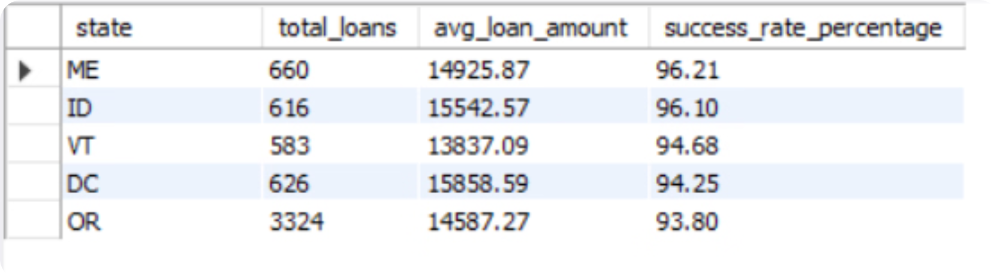 state total_loans avg_loan_amount success_rate_percentage
ME 660 14925.87 96.21
ID 616 15542.57 96.10
VT 583 13837.09 94.68
DC 626 15858.59 94.25
OR 3324 14587.27 93.80